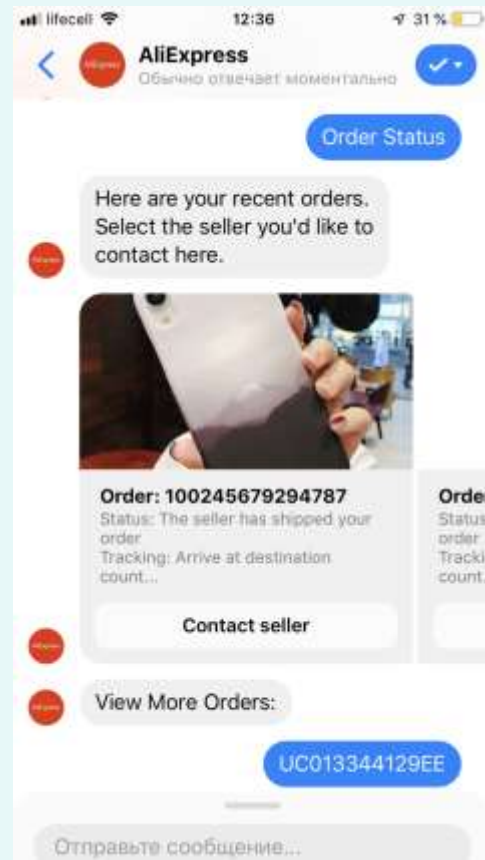 lifecell 12:36 31 %
AliExpress
Обычно отвечает моментально
Order Status
Here are your recent orders.
Select the seller you'd like to
contact here.
Order: 100245679294787
Status: The seller has shipped your
order
Tracking: Arrive at destination
count...
Contact seller
Orde
Status
order
Tracki
count.
View More Orders:
UC013344129EE
Отправьте сообщение...